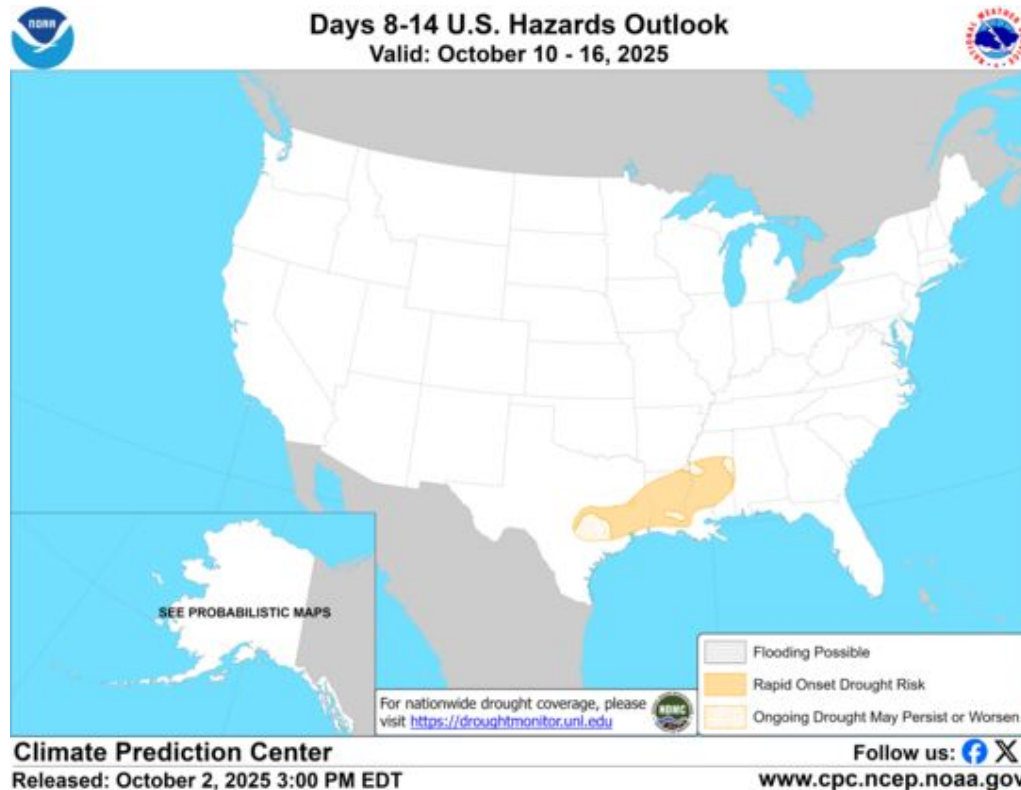 NOAA
Days 8-14 U.S. Hazards Outlook
Valid: October 10 - 16, 2025
SEE PROBABILISTIC MAPS
For nationwide drought coverage, please
visit https://droughtmonitor.unl.edu
NDMC
Flooding Possible
Rapid Onset Drought Risk
Ongoing Drought May Persist or Worsen
Climate Prediction Center
Released: October 2, 2025 3:00 PM EDT
Follow us:
www.cpc.ncep.noaa.gov